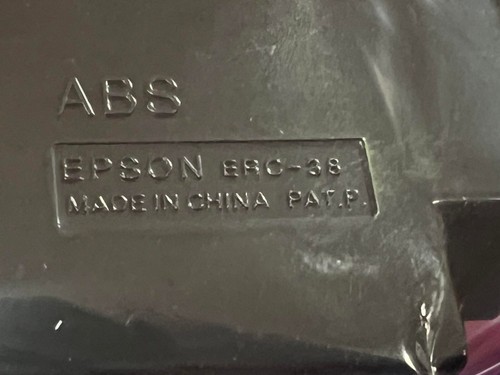 ABS
EPSON ERC-38
MADE IN CHINA PAT.P.